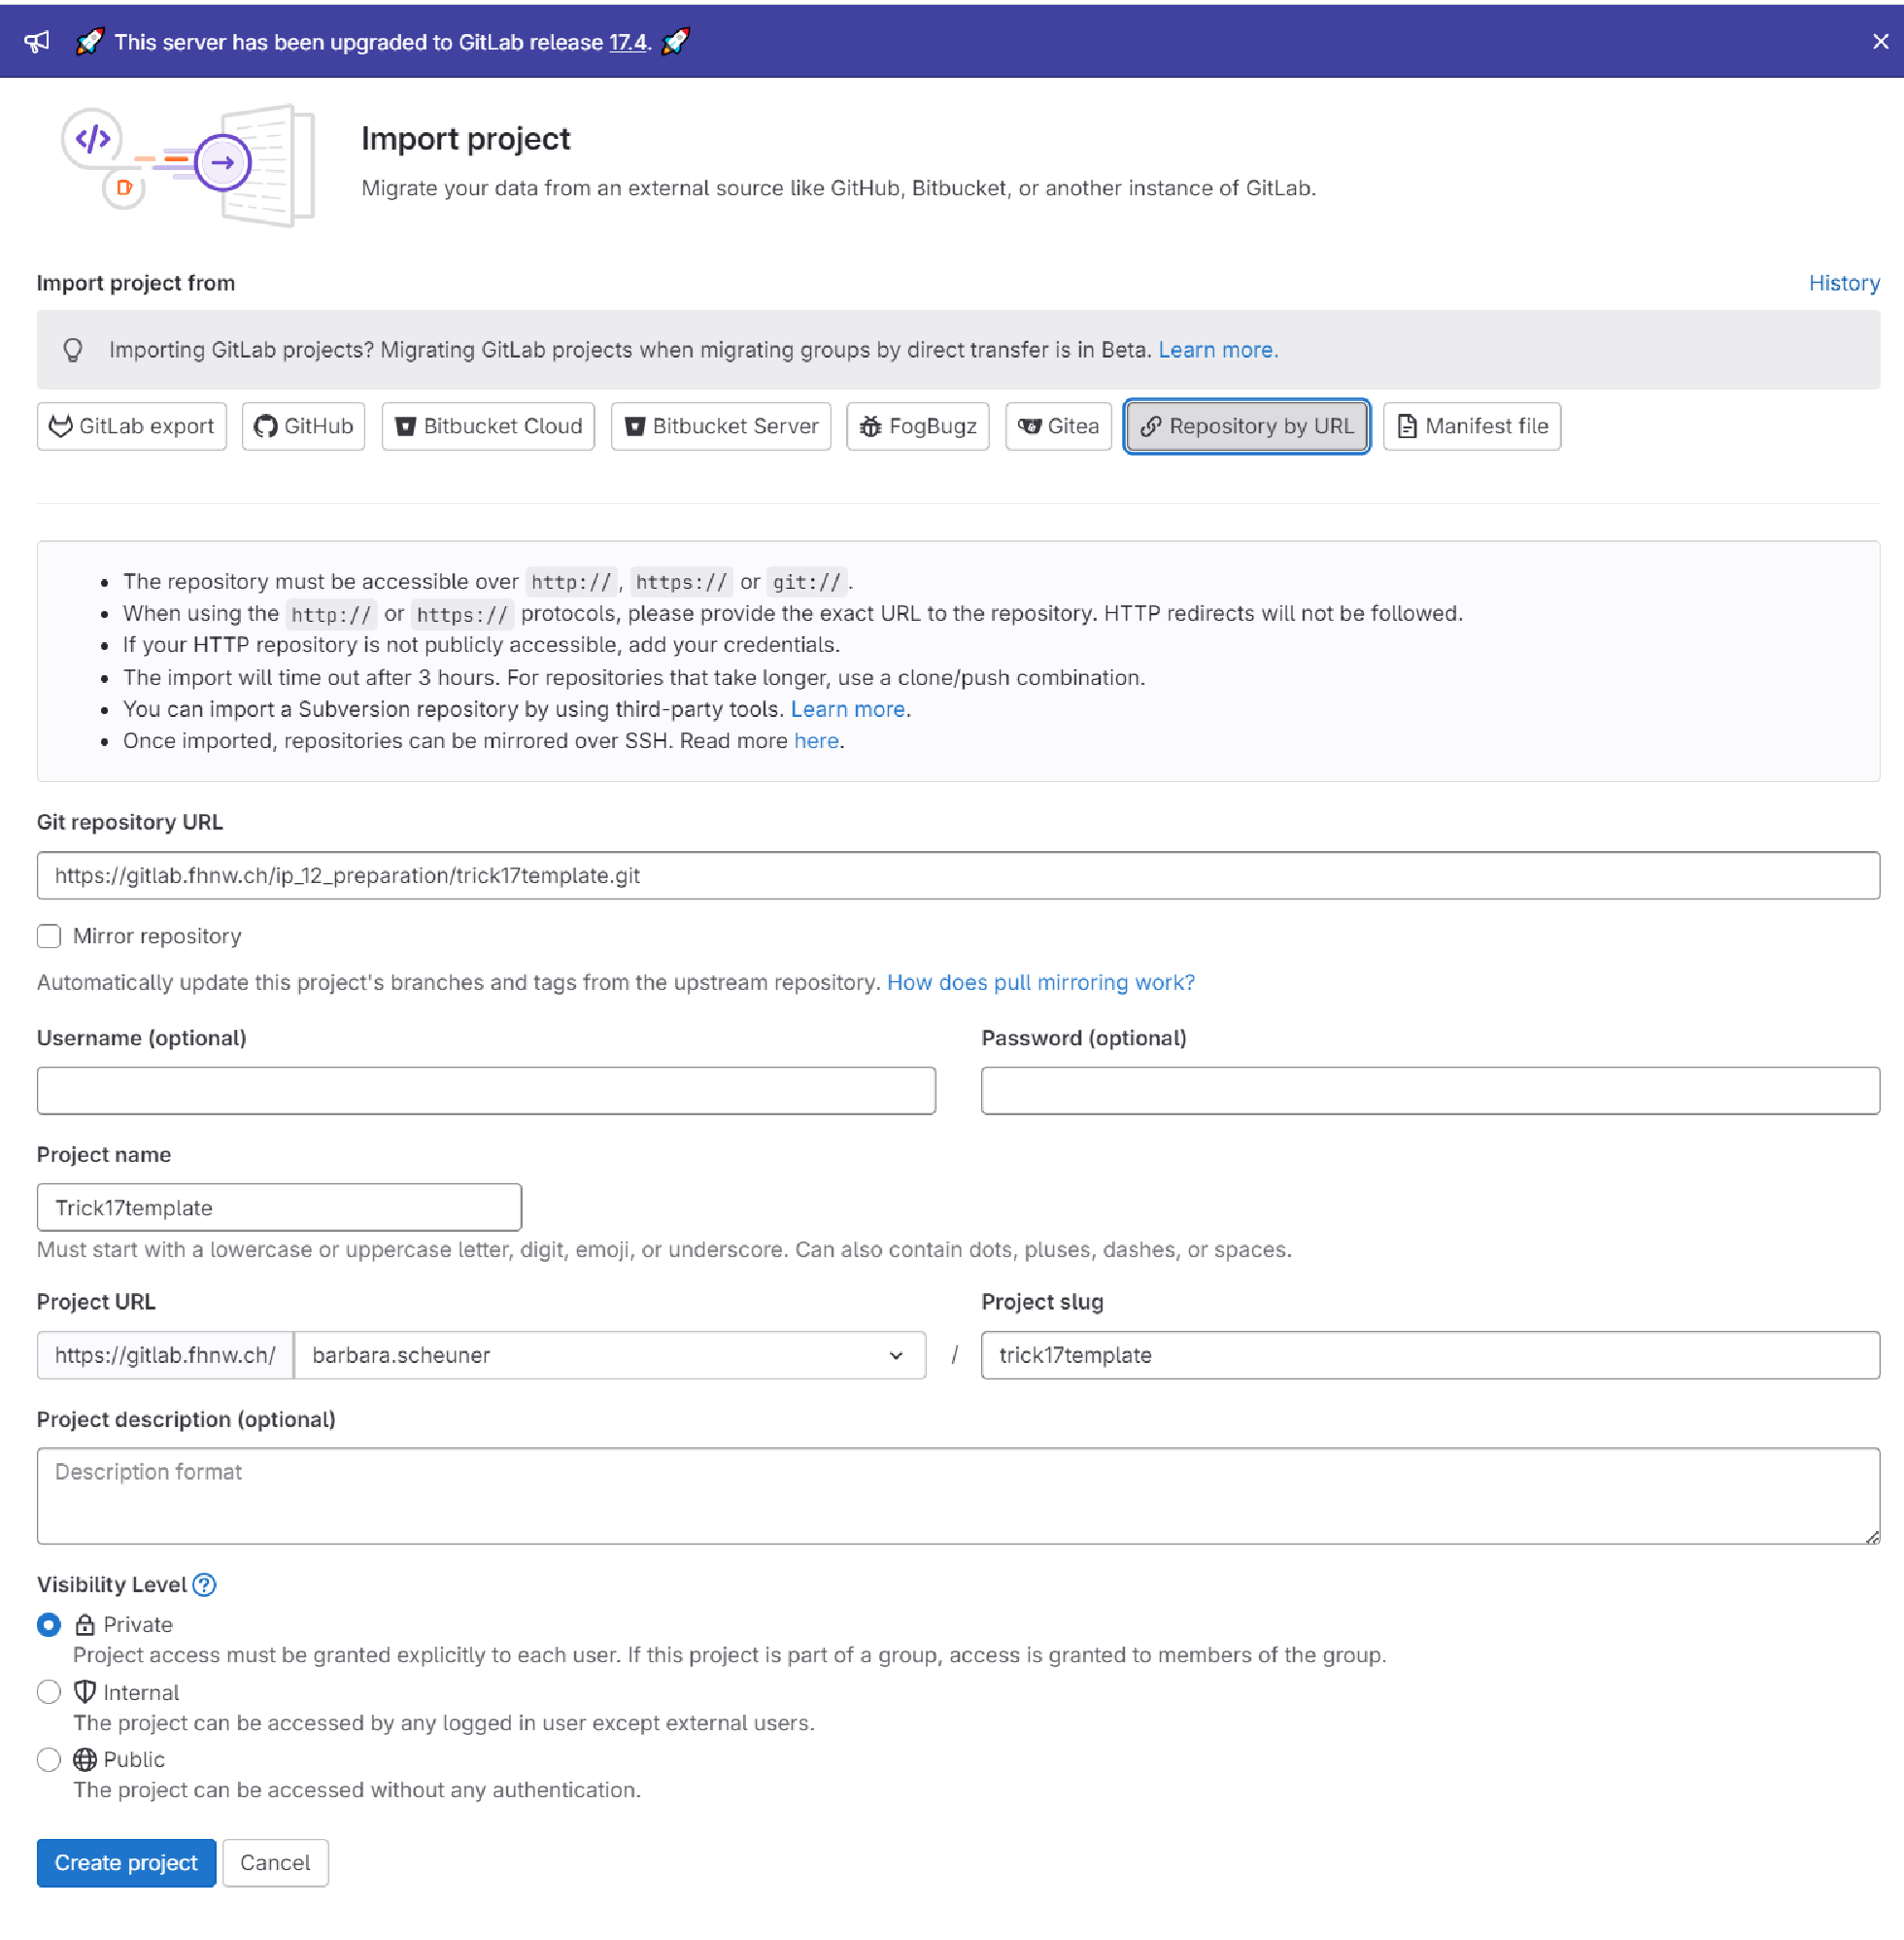 🚀 This server has been upgraded to GitLab release 17.4. 🚀
Import project
Migrate your data from an external source like GitHub, Bitbucket, or another instance of GitLab.
Import project from
History
Importing GitLab projects? Migrating GitLab projects when migrating groups by direct transfer is in Beta. Learn more.
GitLab export GitHub Bitbucket Cloud Bitbucket Server FogBugz Gitea Repository by URL Manifest file
• The repository must be accessible over http://, https:// or git://.
• When using the http:// or https:// protocols, please provide the exact URL to the repository. HTTP redirects will not be followed.
• If your HTTP repository is not publicly accessible, add your credentials.
• The import will time out after 3 hours. For repositories that take longer, use a clone/push combination.
• You can import a Subversion repository by using third-party tools. Learn more.
• Once imported, repositories can be mirrored over SSH. Read more here.
Git repository URL
https://gitlab.fhnw.ch/ip_12_preparation/trick17template.git
Mirror repository
Automatically update this project's branches and tags from the upstream repository. How does pull mirroring work?
Username (optional) Password (optional)
Project name
Trick17template
Must start with a lowercase or uppercase letter, digit, emoji, or underscore. Can also contain dots, pluses, dashes, or spaces.
Project URL Project slug
https://gitlab.fhnw.ch/ barbara.scheuner / trick17template
Project description (optional)
Description format
Visibility Level ?
Private
Project access must be granted explicitly to each user. If this project is part of a group, access is granted to members of the group.
Internal
The project can be accessed by any logged in user except external users.
Public
The project can be accessed without any authentication.
Create project Cancel